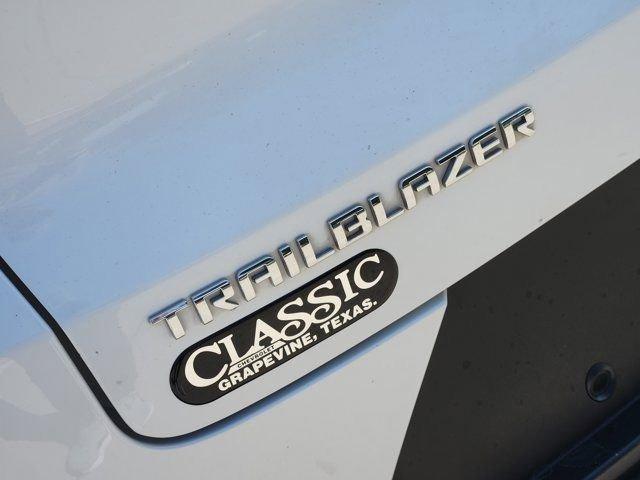 TRAILBLAZER
CLASSIC
CHEVROLET
GRAPEVINE, TEXAS.